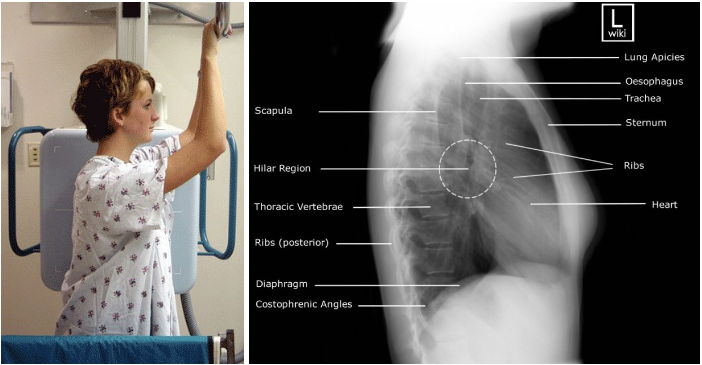 L
wiki
Lung Apicies
Oesophagus
Trachea
Scapula
Sternum
Ribs
Hilar Region
Heart
Thoracic Vertebrae
Ribs (posterior)
Diaphragm
Costophrenic Angles